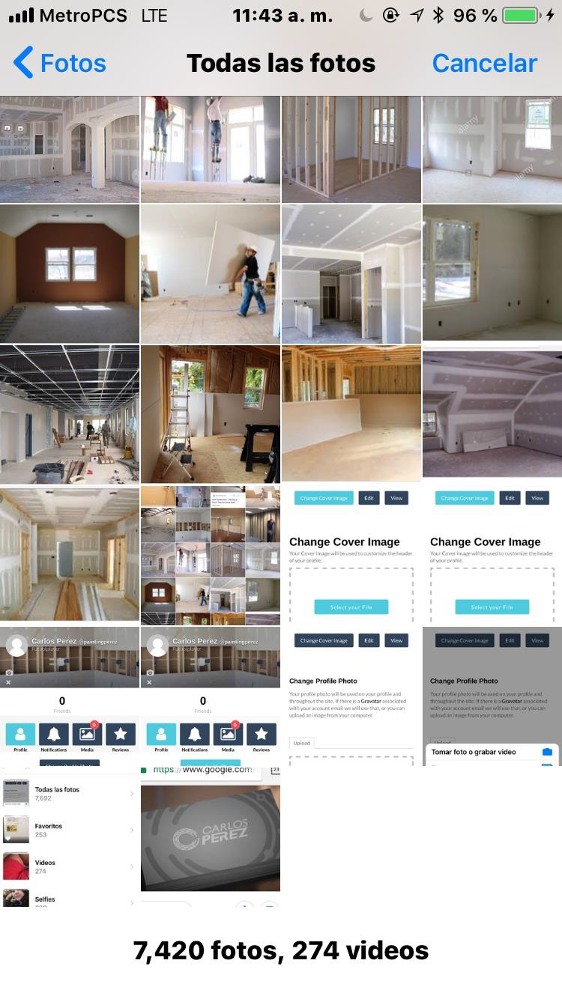 MetroPCS LTE 11:43 a. m. 96 %
Fotos Todas las fotos Cancelar
alamy
alamy
Change Cover Image Edit View
Change Cover Image
Your Cover Image will be used to customize the header
of your profile.
Select your File
Change Cover Image Edit View
Change Cover Image
Your Cover Image will be used to customize the header
of your profile.
Select your File
Carlos Perez @paintingperez
Futbolplayer
0
Friends
0
Profile Notifications Media Reviews
Carlos Perez @paintingperez
Futbolplayer
0
Friends
0
Profile Notifications Media Reviews
Change Cover Image Edit View
Change Profile Photo
Your profile photo will be used on your profile and
throughout the site. If there is a Gravatar associated
with your account email we will use that, or you can
upload an image from your computer.
Upload
Change Cover Image Edit View
Change Profile Photo
Your profile photo will be used on your profile and
throughout the site. If there is a Gravatar associated
with your account email we will use that, or you can
upload an image from your computer.
Upload
Tomar foto o grabar video
Todas las fotos
7,692
Favoritos
253
Videos
274
Selfies
https://www.google.com/
23
CARLOS
PEREZ
7,420 fotos, 274 videos